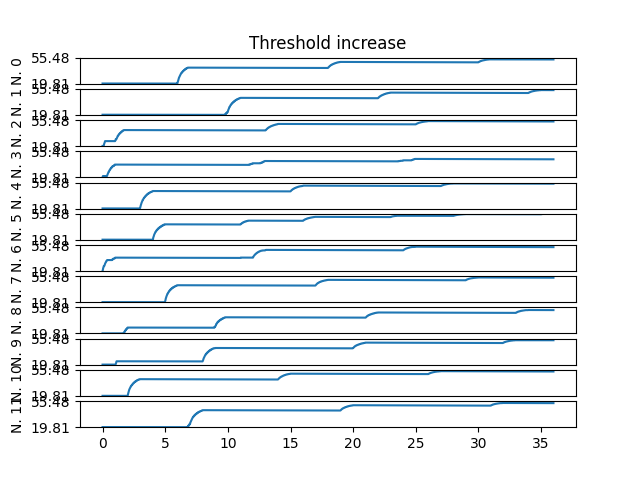 Threshold increase
N. 0 55.48 19.81
N. 1 55.48 19.81
N. 2 55.48 19.81
N. 3 55.48 19.81
N. 4 55.48 19.81
N. 5 55.48 19.81
N. 6 55.48 19.81
N. 7 55.48 19.81
N. 8 55.48 19.81
N. 9 55.48 19.81
N. 10 55.48 19.81
N. 11 55.48 19.81
0 5 10 15 20 25 30 35